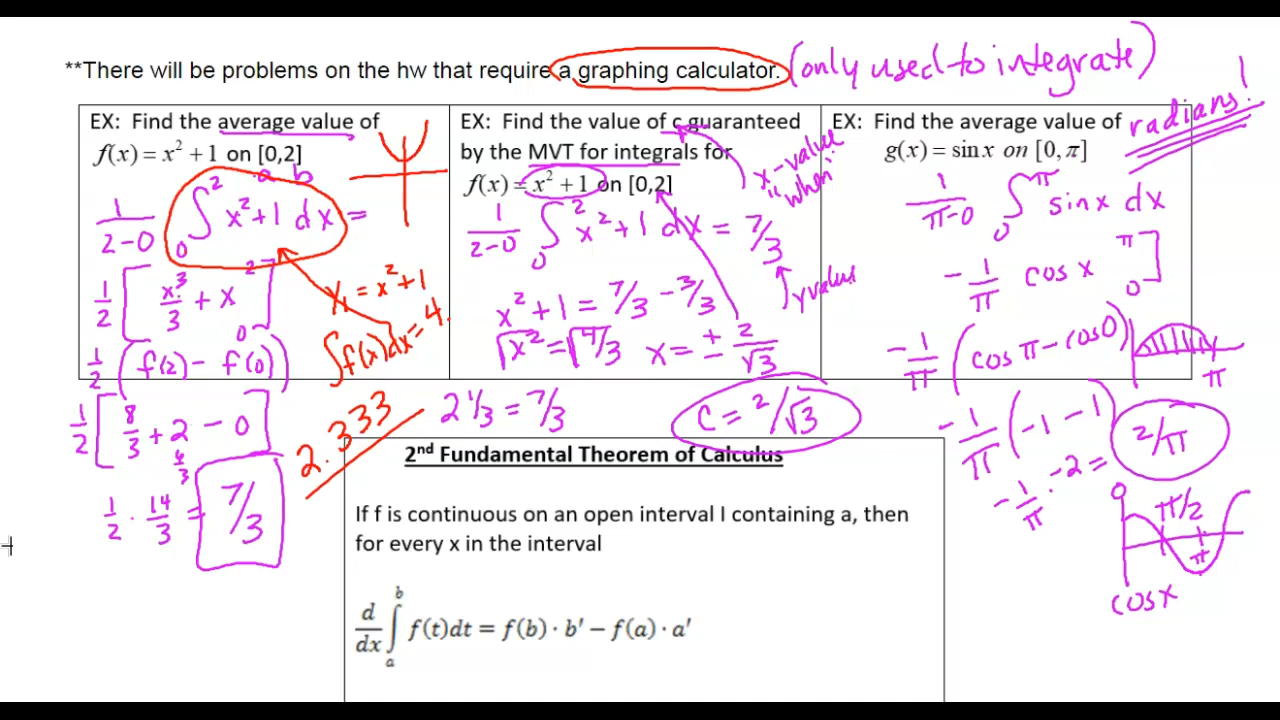 **There will be problems on the hw that require a graphing calculator. (only used to integrate)
EX: Find the average value of
f(x) = x² + 1 on [0,2]
a b
1/(2-0) ∫₀² x²+1 dx =
1/2 [x³/3 + x]₀²
1/2 (f(2) - f(0))
1/2 [8/3 + 2 - 0]
6/3
1/2 · 14/3 = 7/3
Y₁ = x²+1
∫f(x)dx = 4.
2.333
EX: Find the value of c guaranteed
by the MVT for integrals for
f(x) = x² + 1 on [0,2]
x-value
"when"
1/(2-0) ∫₀² x²+1 dx = 7/3
y value
x²+1 = 7/3 - 3/3
√x² = √4/3 x = ± 2/√3
2 1/3 = 7/3
c = 2/√3
EX: Find the average value of
radians!
g(x) = sin x on [0, π]
1/(π-0) ∫₀^π sin x dx
-1/π cos x ]₀^π
-1/π (cos π - cos 0)
π
-1/π (-1 - 1)
2/π
-1/π · -2 =
0
π/2
π
cos x
2nd Fundamental Theorem of Calculus
If f is continuous on an open interval I containing a, then
for every x in the interval
d/dx ∫ₐᵇ f(t)dt = f(b) · b′ − f(a) · a′